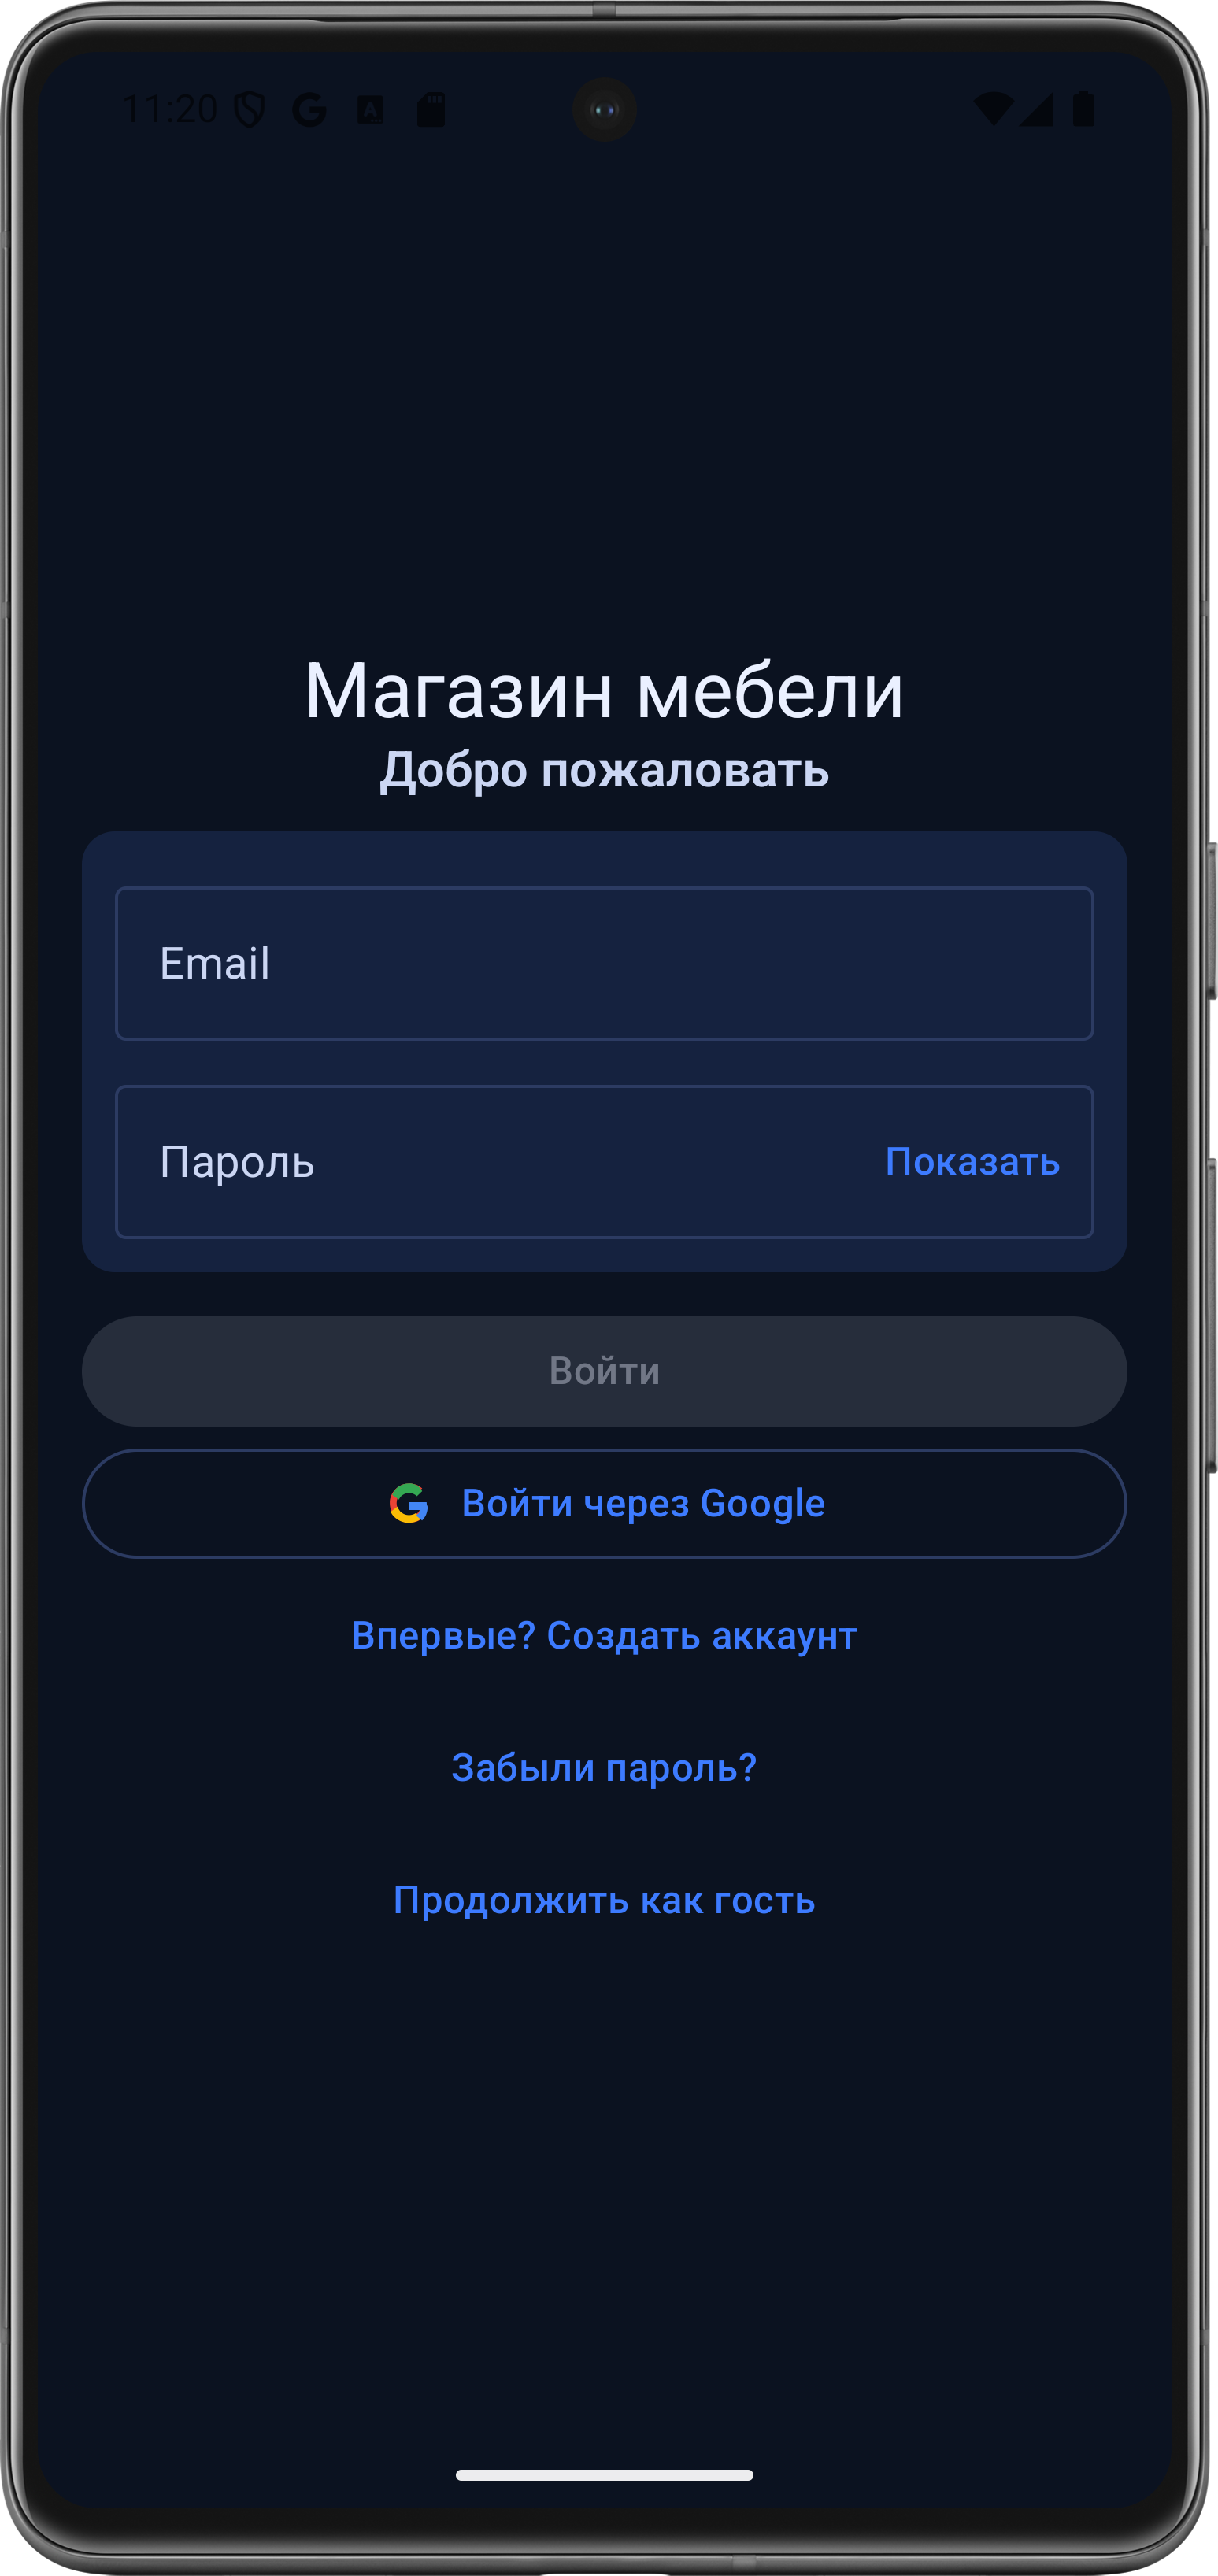 11:20
Магазин мебели
Добро пожаловать
Email
Пароль
Показать
Войти
Войти через Google
Впервые? Создать аккаунт
Забыли пароль?
Продолжить как гость